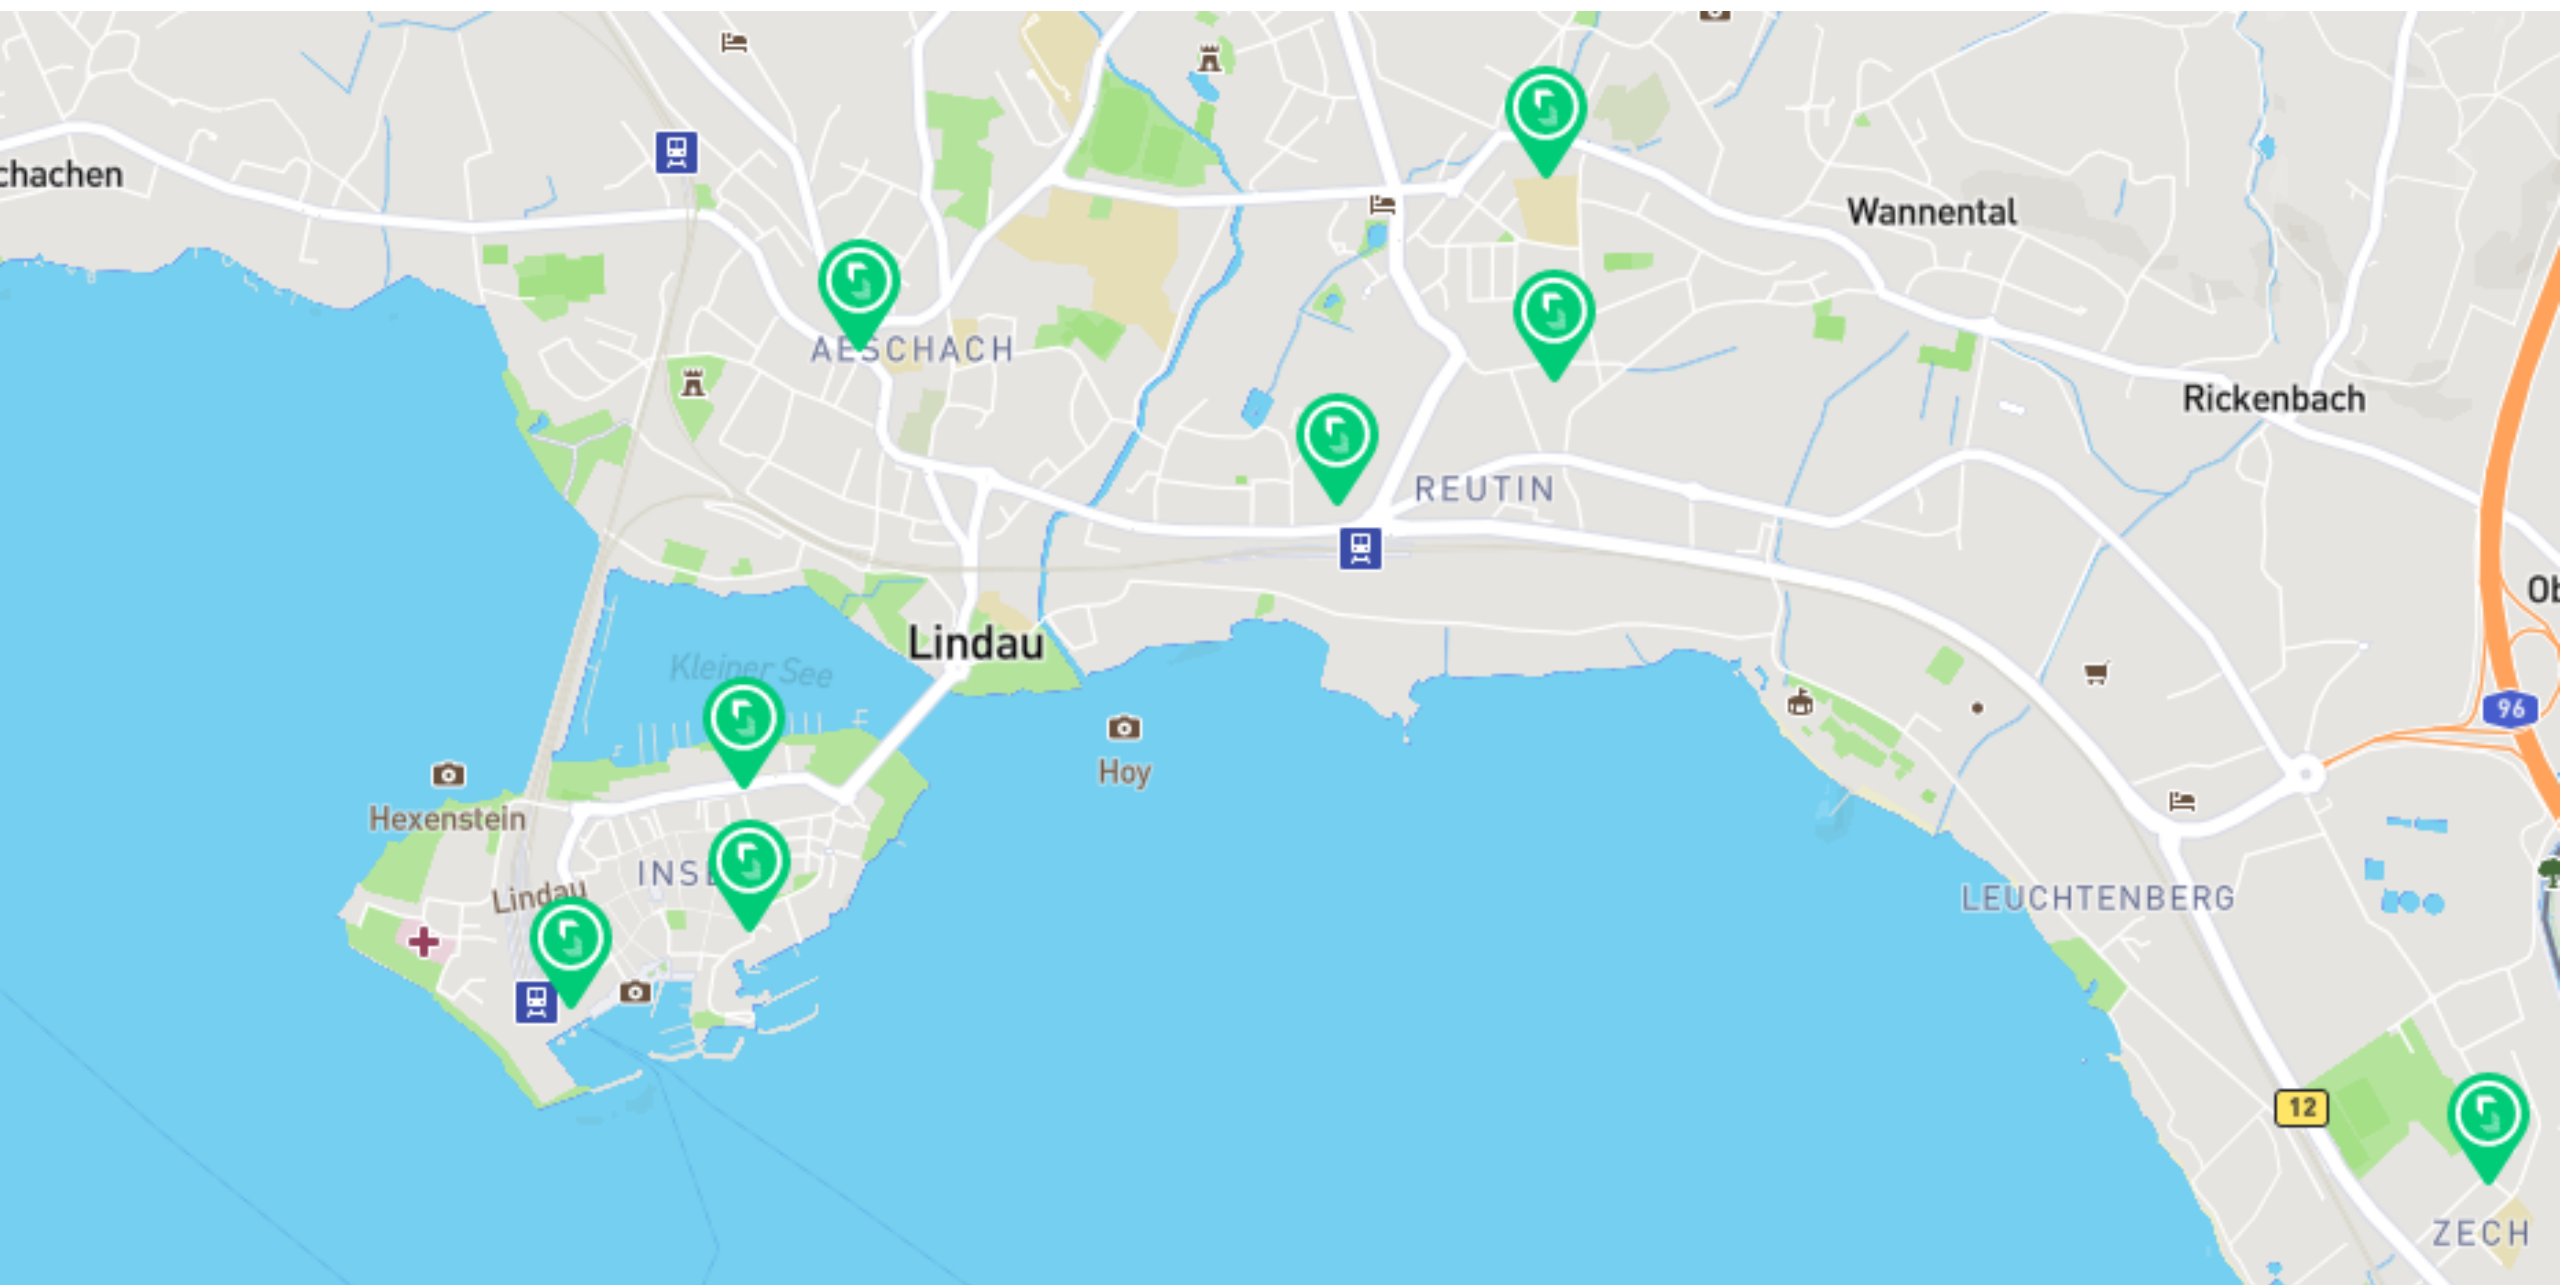 chachen
Wannental
AESCHACH
Rickenbach
REUTIN
Ob
Lindau
Kleiner See
96
Hoy
Hexenstein
INSE
Lindau
LEUCHTENBERG
12
ZECH